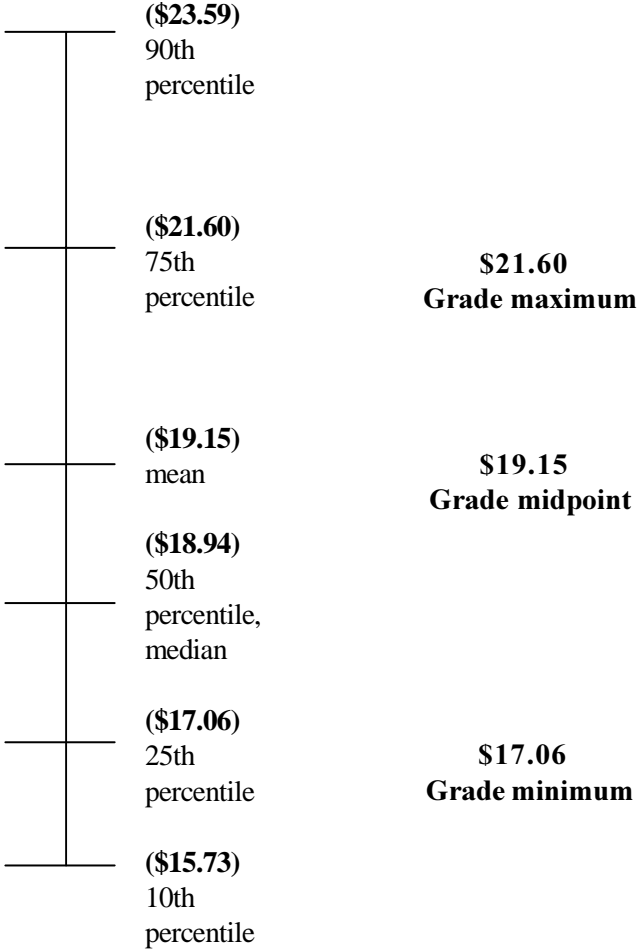 ($23.59)
90th
percentile
($21.60)
75th
percentile
$21.60
Grade maximum
($19.15)
mean
$19.15
Grade midpoint
($18.94)
50th
percentile,
median
($17.06)
25th
percentile
$17.06
Grade minimum
($15.73)
10th
percentile